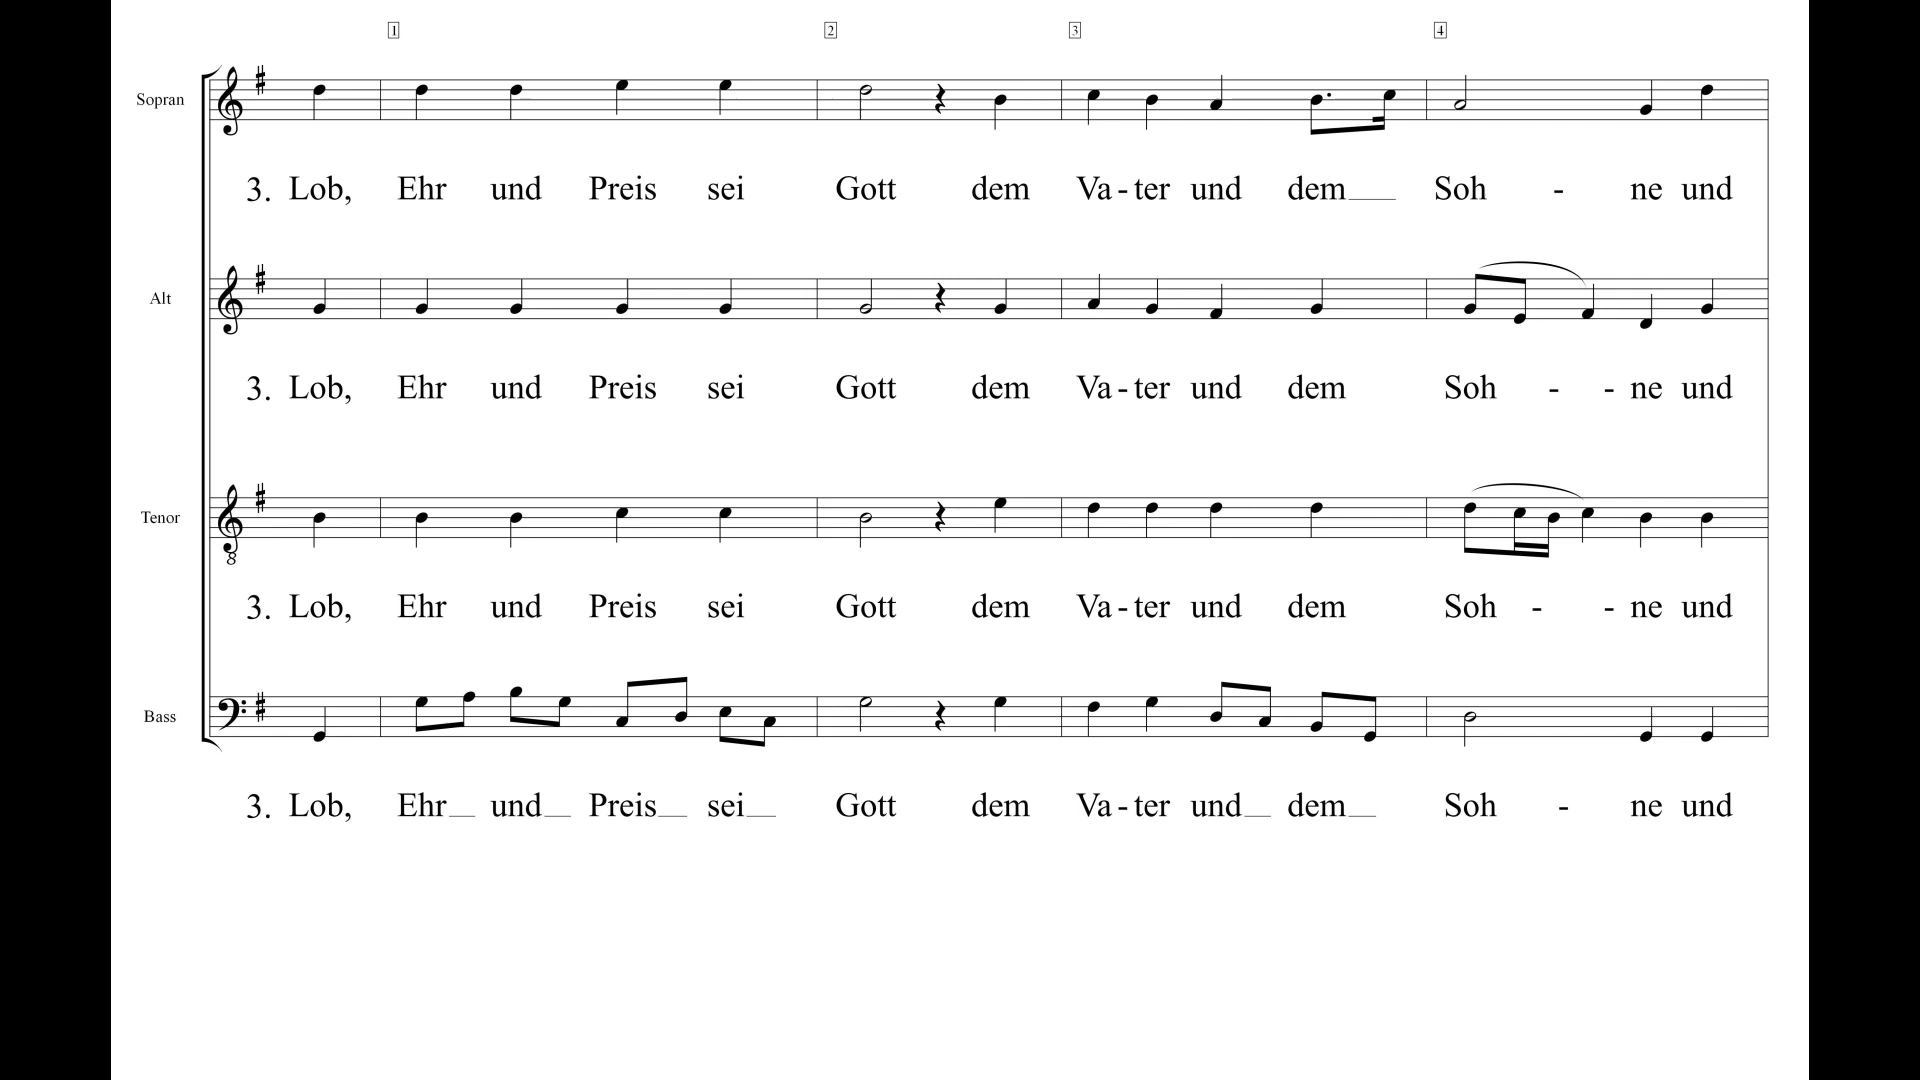 1 2 3 4
Sopran
3. Lob, Ehr und Preis sei Gott dem Va - ter und dem Soh - ne und
Alt
3. Lob, Ehr und Preis sei Gott dem Va - ter und dem Soh - - ne und
Tenor
8
3. Lob, Ehr und Preis sei Gott dem Va - ter und dem Soh - - ne und
Bass
3. Lob, Ehr und Preis sei Gott dem Va - ter und dem Soh - ne und